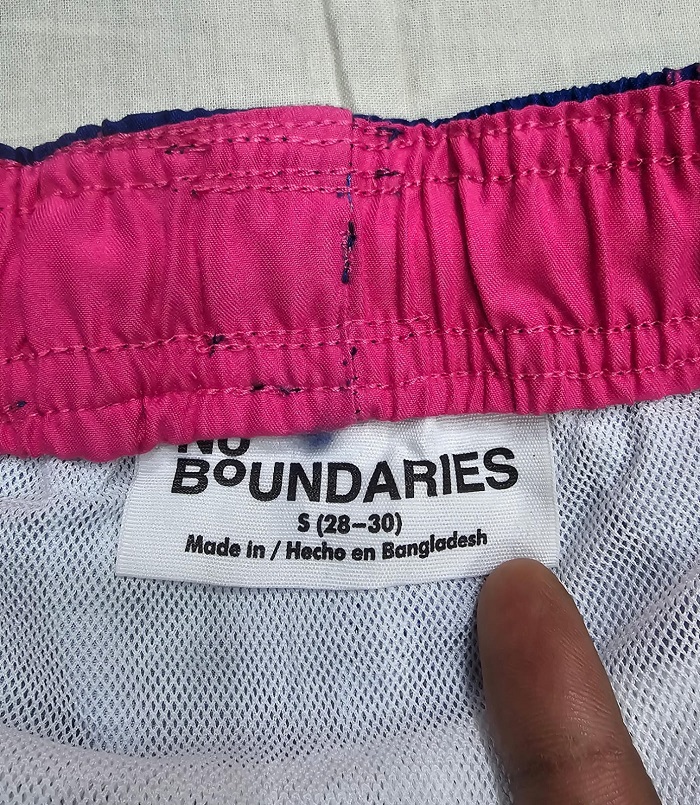 NO
BoUNDARIES
S (28–30)
Made in / Hecho en Bangladesh